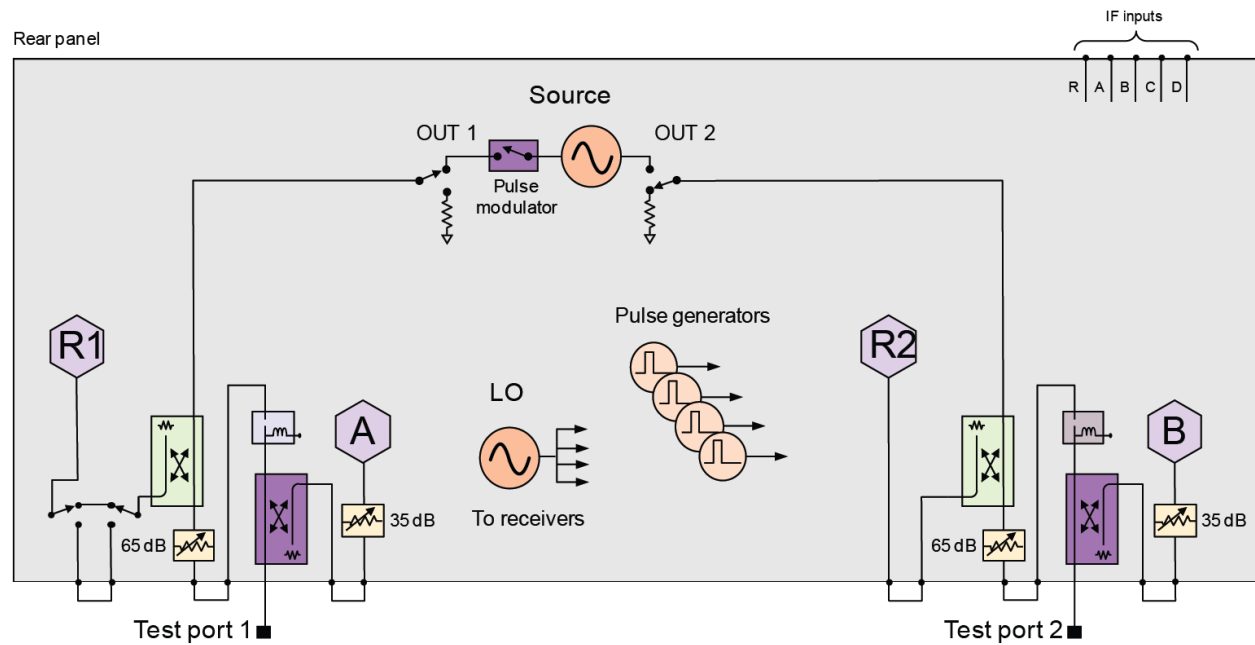 IF inputs
Rear panel
R A B C D
Source
OUT 1
OUT 2
Pulse
modulator
R1
Pulse generators
R2
LO
A
B
To receivers
65 dB
35 dB
65 dB
35 dB
Test port 1
Test port 2